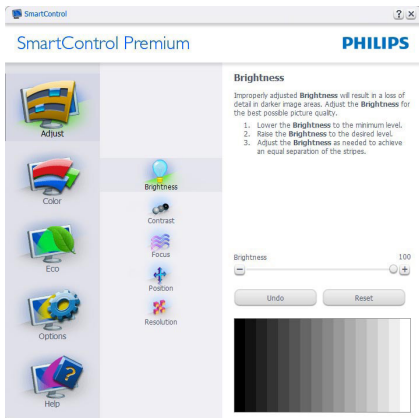 SmartControl
SmartControl Premium
PHILIPS
Adjust
Color
Eco
Options
Help
Brightness
Contrast
Focus
Position
Resolution
Brightness
Improperly adjusted Brightness will result in a loss of
detail in darker image areas. Adjust the Brightness for
the best possible picture quality.
1. Lower the Brightness to the minimum level.
2. Raise the Brightness to the desired level.
3. Adjust the Brightness as needed to achieve
an equal separation of the stripes.
Brightness 100
Undo Reset